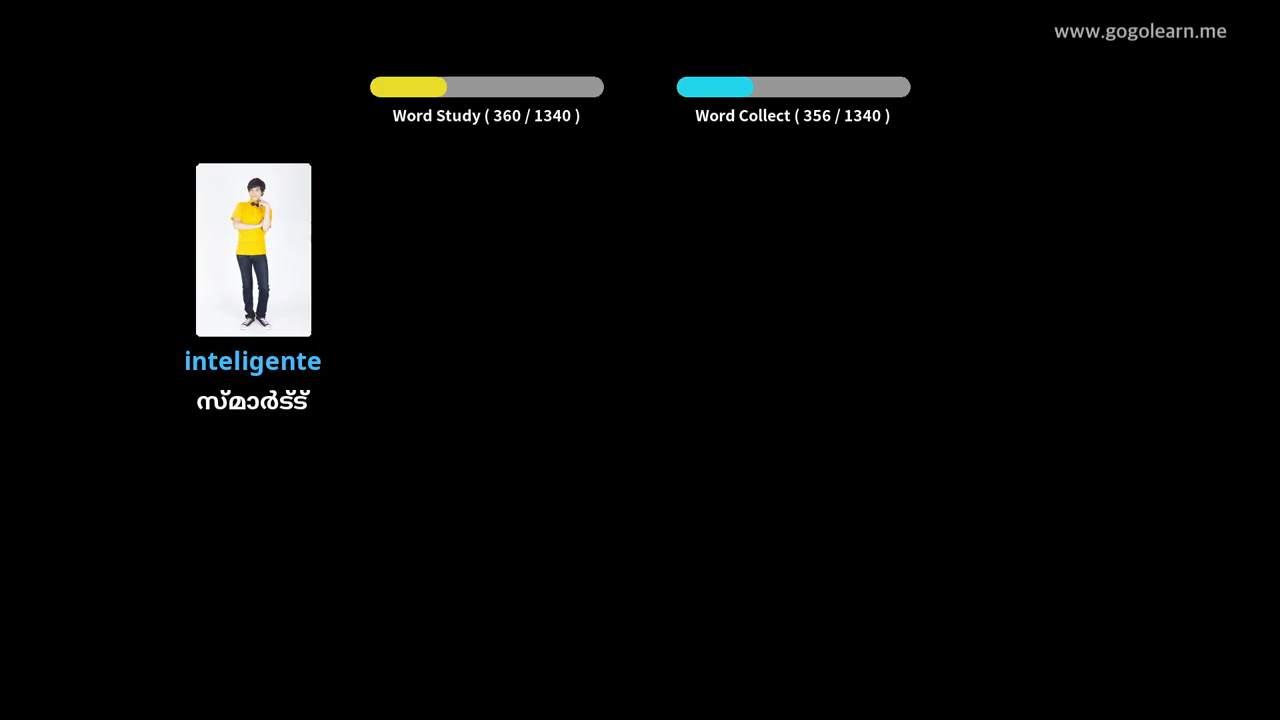 www.gogolearn.me
Word Study ( 360 / 1340 )
Word Collect ( 356 / 1340 )
inteligente
സ്മാർട്ട്